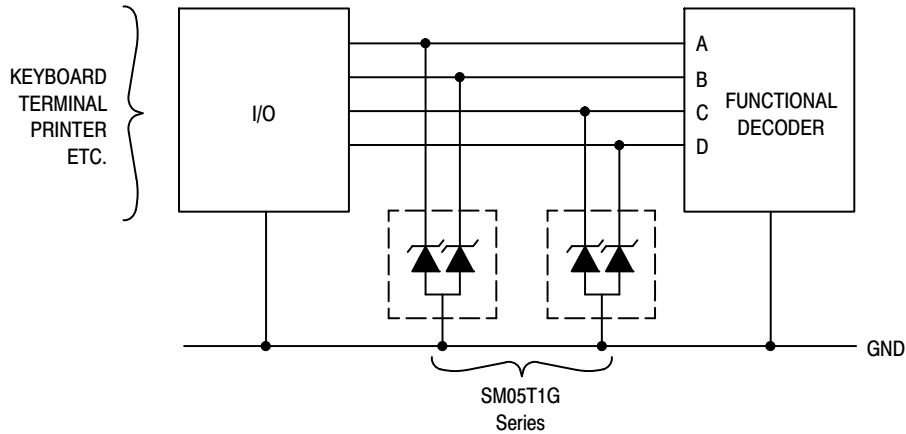 KEYBOARD
TERMINAL
PRINTER
ETC.
I/O
A
B
C
D
FUNCTIONAL
DECODER
GND
SM05T1G
Series